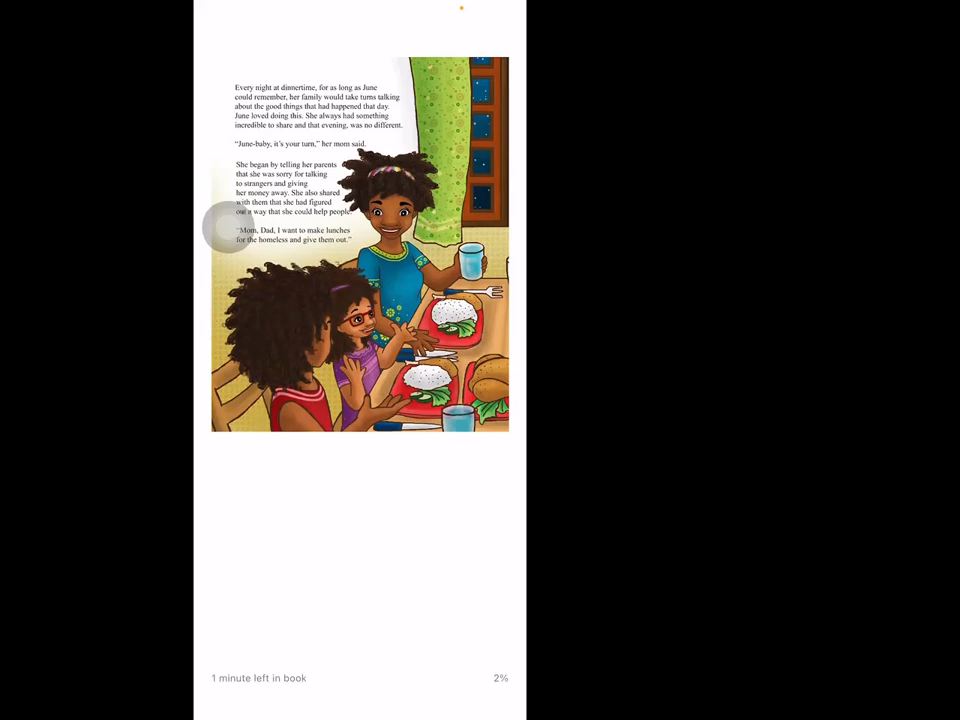 Every night at dinnertime, for as long as June
could remember, her family would take turns talking
about the good things that had happened that day.
June loved doing this. She always had something
incredible to share and that evening, was no different.
“June-baby, it’s your turn,” her mom said.
She began by telling her parents
that she was sorry for talking
to strangers and giving
her money away. She also shared
with them that she had figured
out a way that she could help people.
“Mom, Dad, I want to make lunches
for the homeless and give them out.”
1 minute left in book
2%